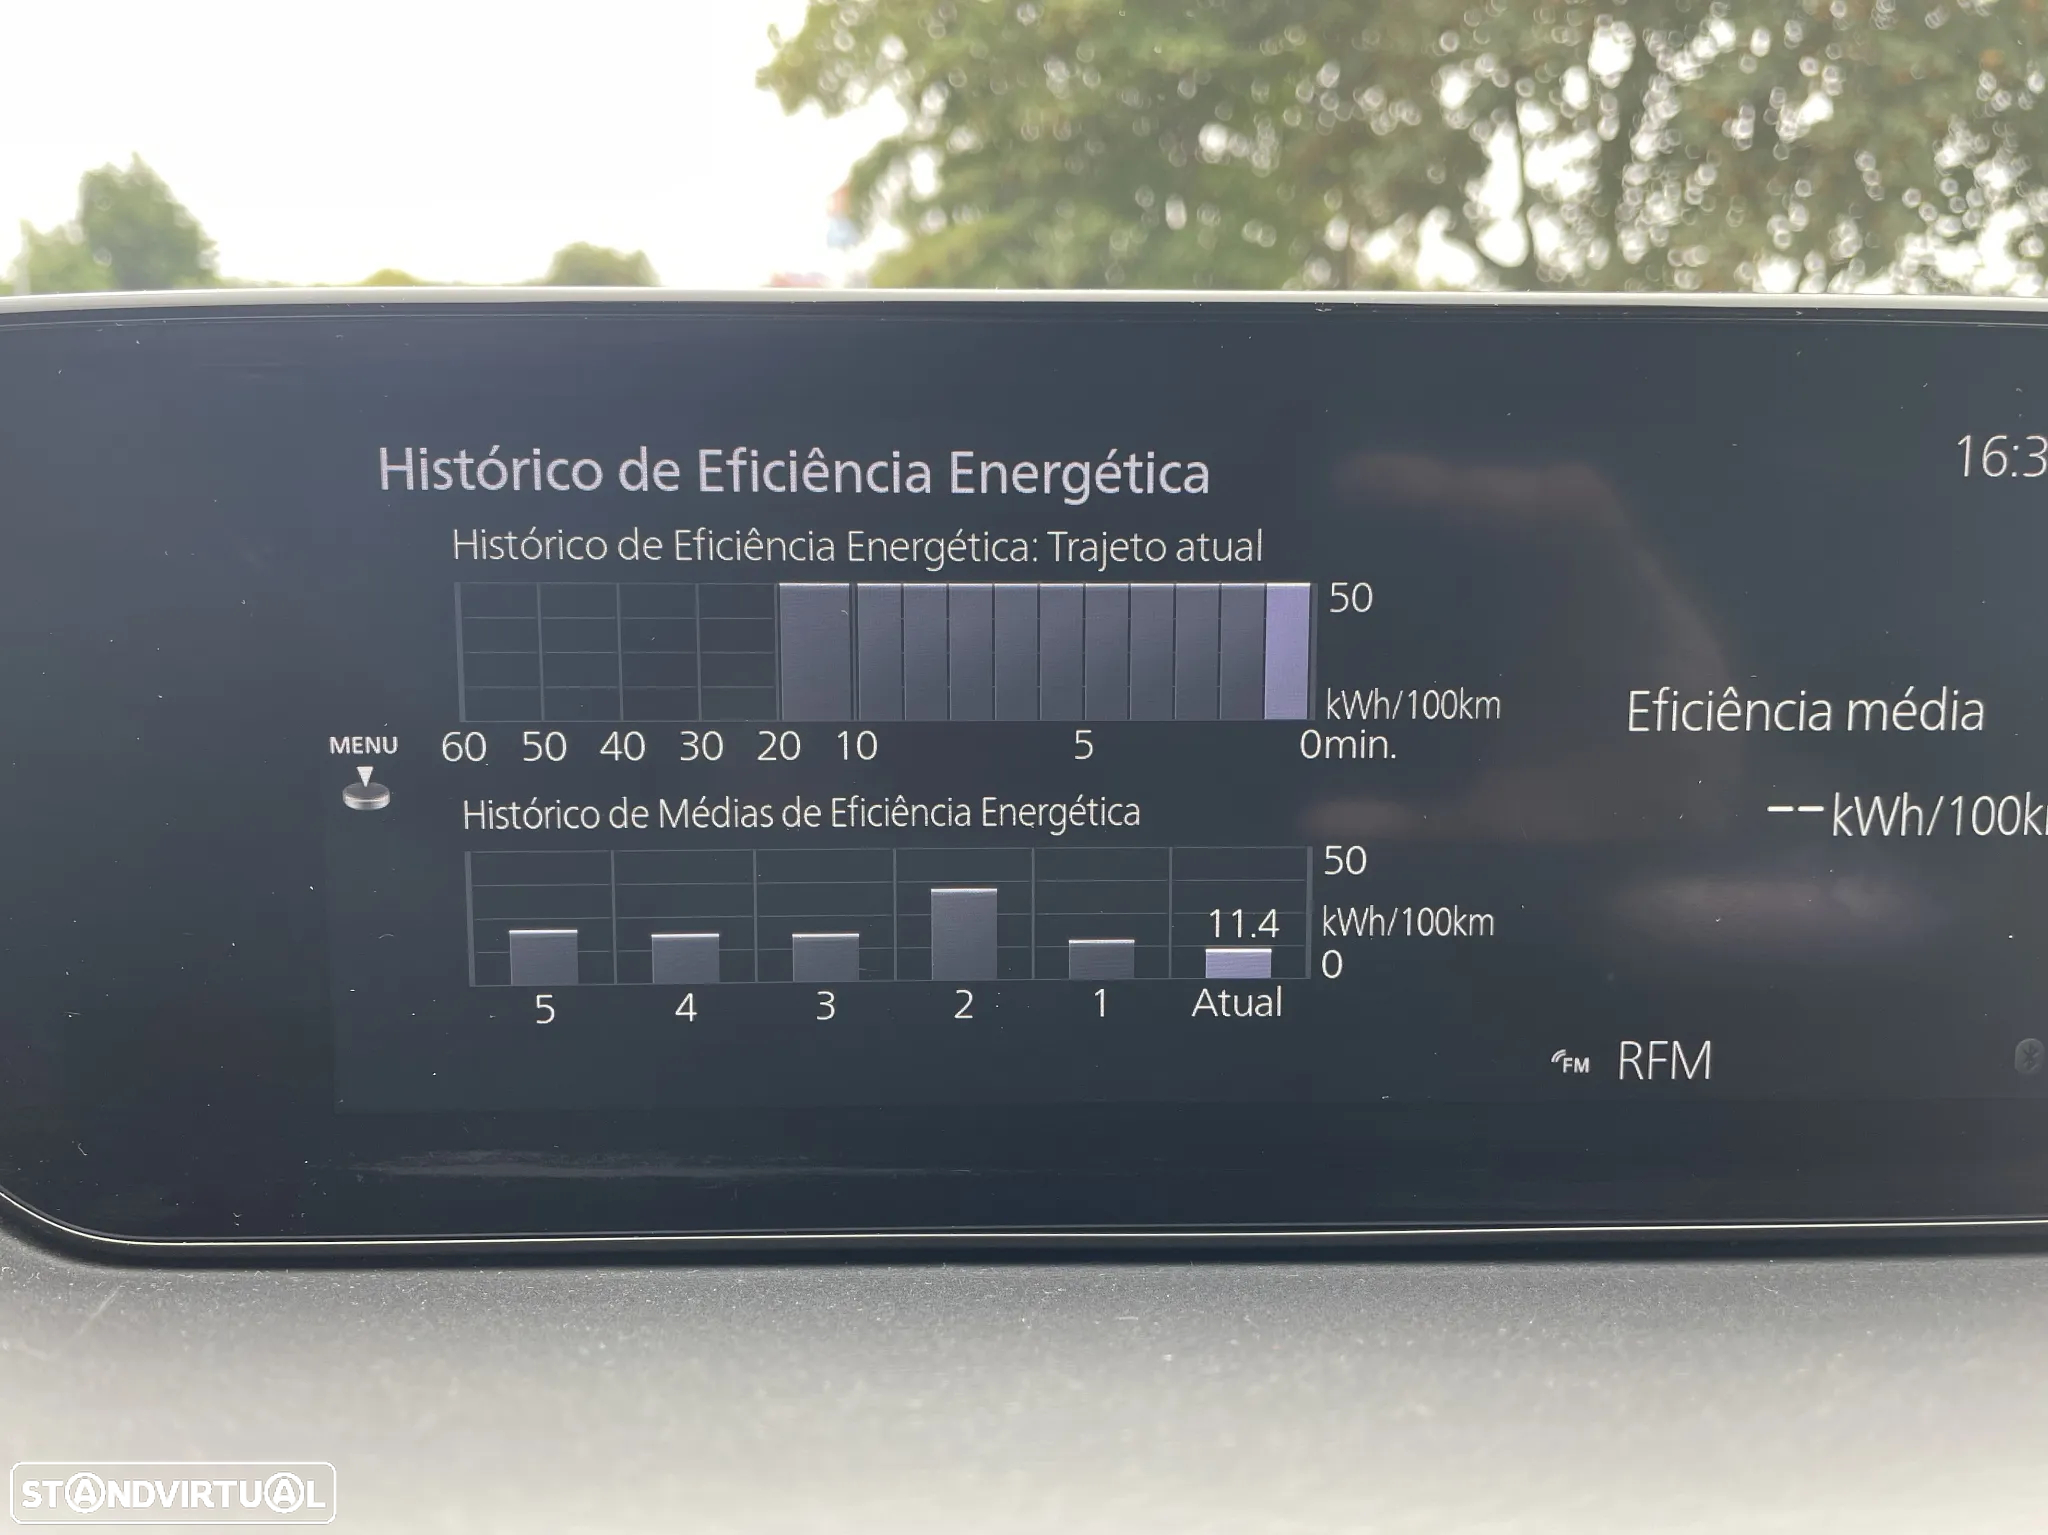 Histórico de Eficiência Energética
16:3
Histórico de Eficiência Energética: Trajeto atual
50
kWh/100km
60 50 40 30 20 10 5 0min.
MENU
Eficiência média
--kWh/100k
Histórico de Médias de Eficiência Energética
50
11.4 kWh/100km
0
5 4 3 2 1 Atual
FM RFM
STANDVIRTUAL